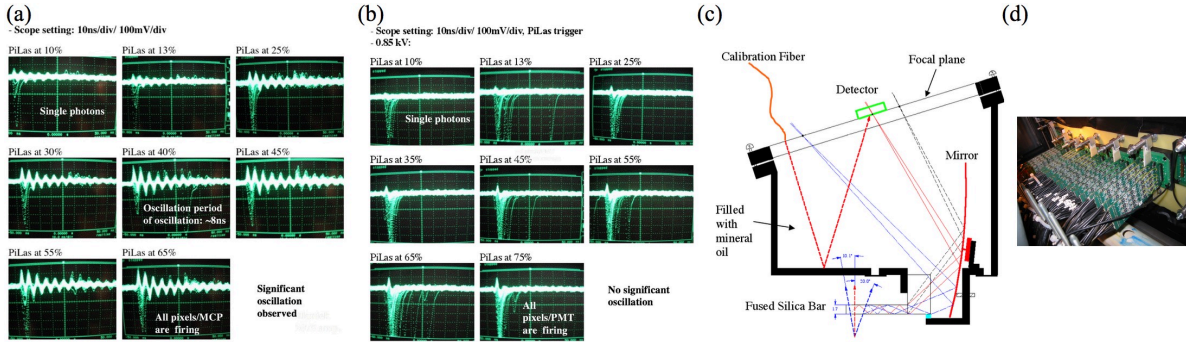 (a)
- Scope setting: 10ns/div/ 100mV/div
PiLas at 10%
PiLas at 13%
PiLas at 25%
Single photons
PiLas at 30%
PiLas at 40%
PiLas at 45%
Oscillation period
of oscillation: ~8ns
PiLas at 55%
PiLas at 65%
All pixels/MCP
are firing
Significant
oscillation
observed
(b)
- Scope setting: 10ns/div/ 100mV/div, PiLas trigger
- 0.85 kV:
PiLas at 10%
PiLas at 13%
PiLas at 25%
Single photons
PiLas at 35%
PiLas at 45%
PiLas at 55%
PiLas at 65%
PiLas at 75%
All
pixels/PMT
are firing
No significant
oscillation
(c)
Calibration Fiber
Focal plane
Detector
Mirror
Filled
with
mineral
oil
Fused Silica Bar
(d)